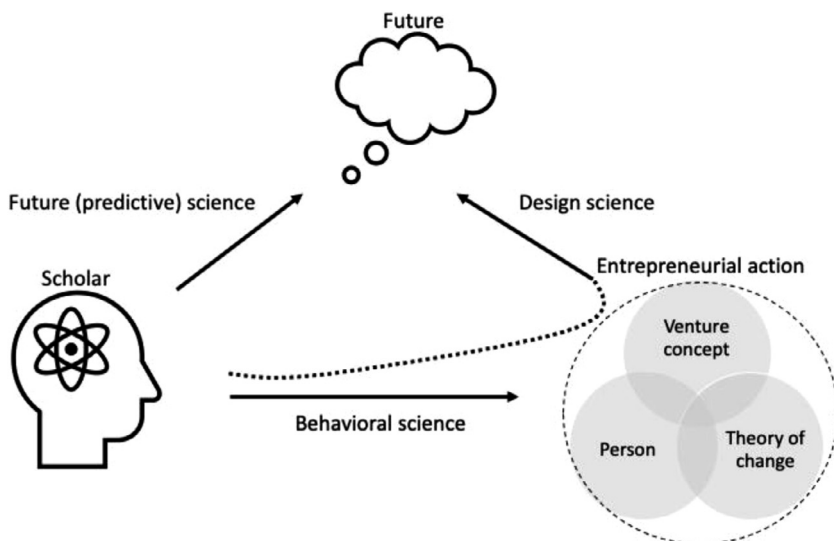 Future
Future (predictive) science
Design science
Scholar
Entrepreneurial action
Venture
concept
Behavioral science
Person
Theory of
change